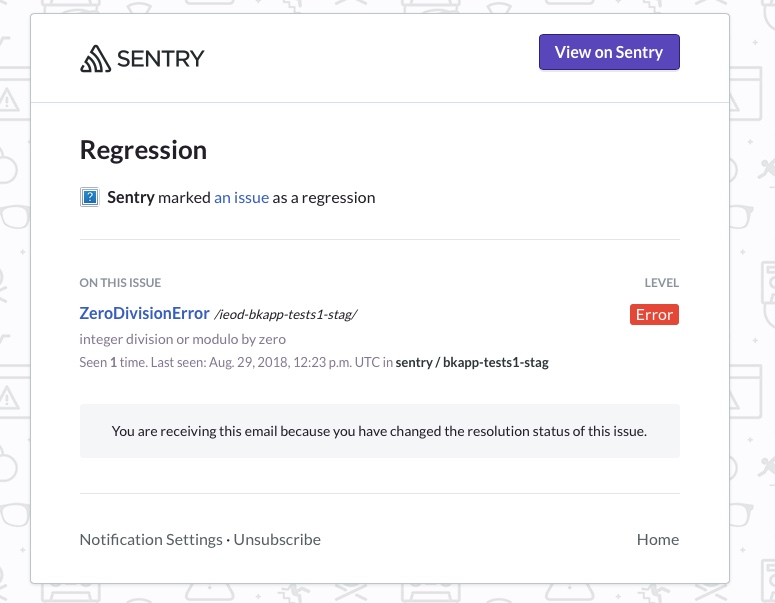 SENTRY
View on Sentry
Regression
Sentry marked an issue as a regression
ON THIS ISSUE
LEVEL
ZeroDivisionError /ieod-bkapp-tests1-stag/
Error
integer division or modulo by zero
Seen 1 time. Last seen: Aug. 29, 2018, 12:23 p.m. UTC in sentry / bkapp-tests1-stag
You are receiving this email because you have changed the resolution status of this issue.
Notification Settings · Unsubscribe
Home